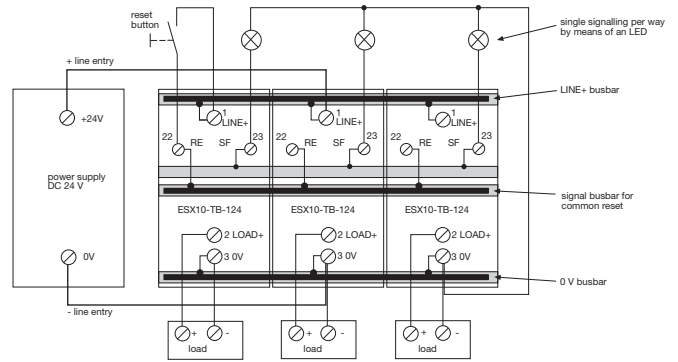 reset
button
single signalling per way
by means of an LED
+ line entry
LINE+ busbar
+24V
1
LINE+
1
LINE+
1
LINE+
22
RE
SF
23
22
RE
SF
23
22
RE
SF
23
power supply
DC 24 V
signal busbar for
common reset
ESX10-TB-124
ESX10-TB-124
ESX10-TB-124
2 LOAD+
2 LOAD+
2 LOAD+
0V
3 0V
3 0V
3 0V
0 V busbar
- line entry
+ -
load
+ -
load
+ -
load